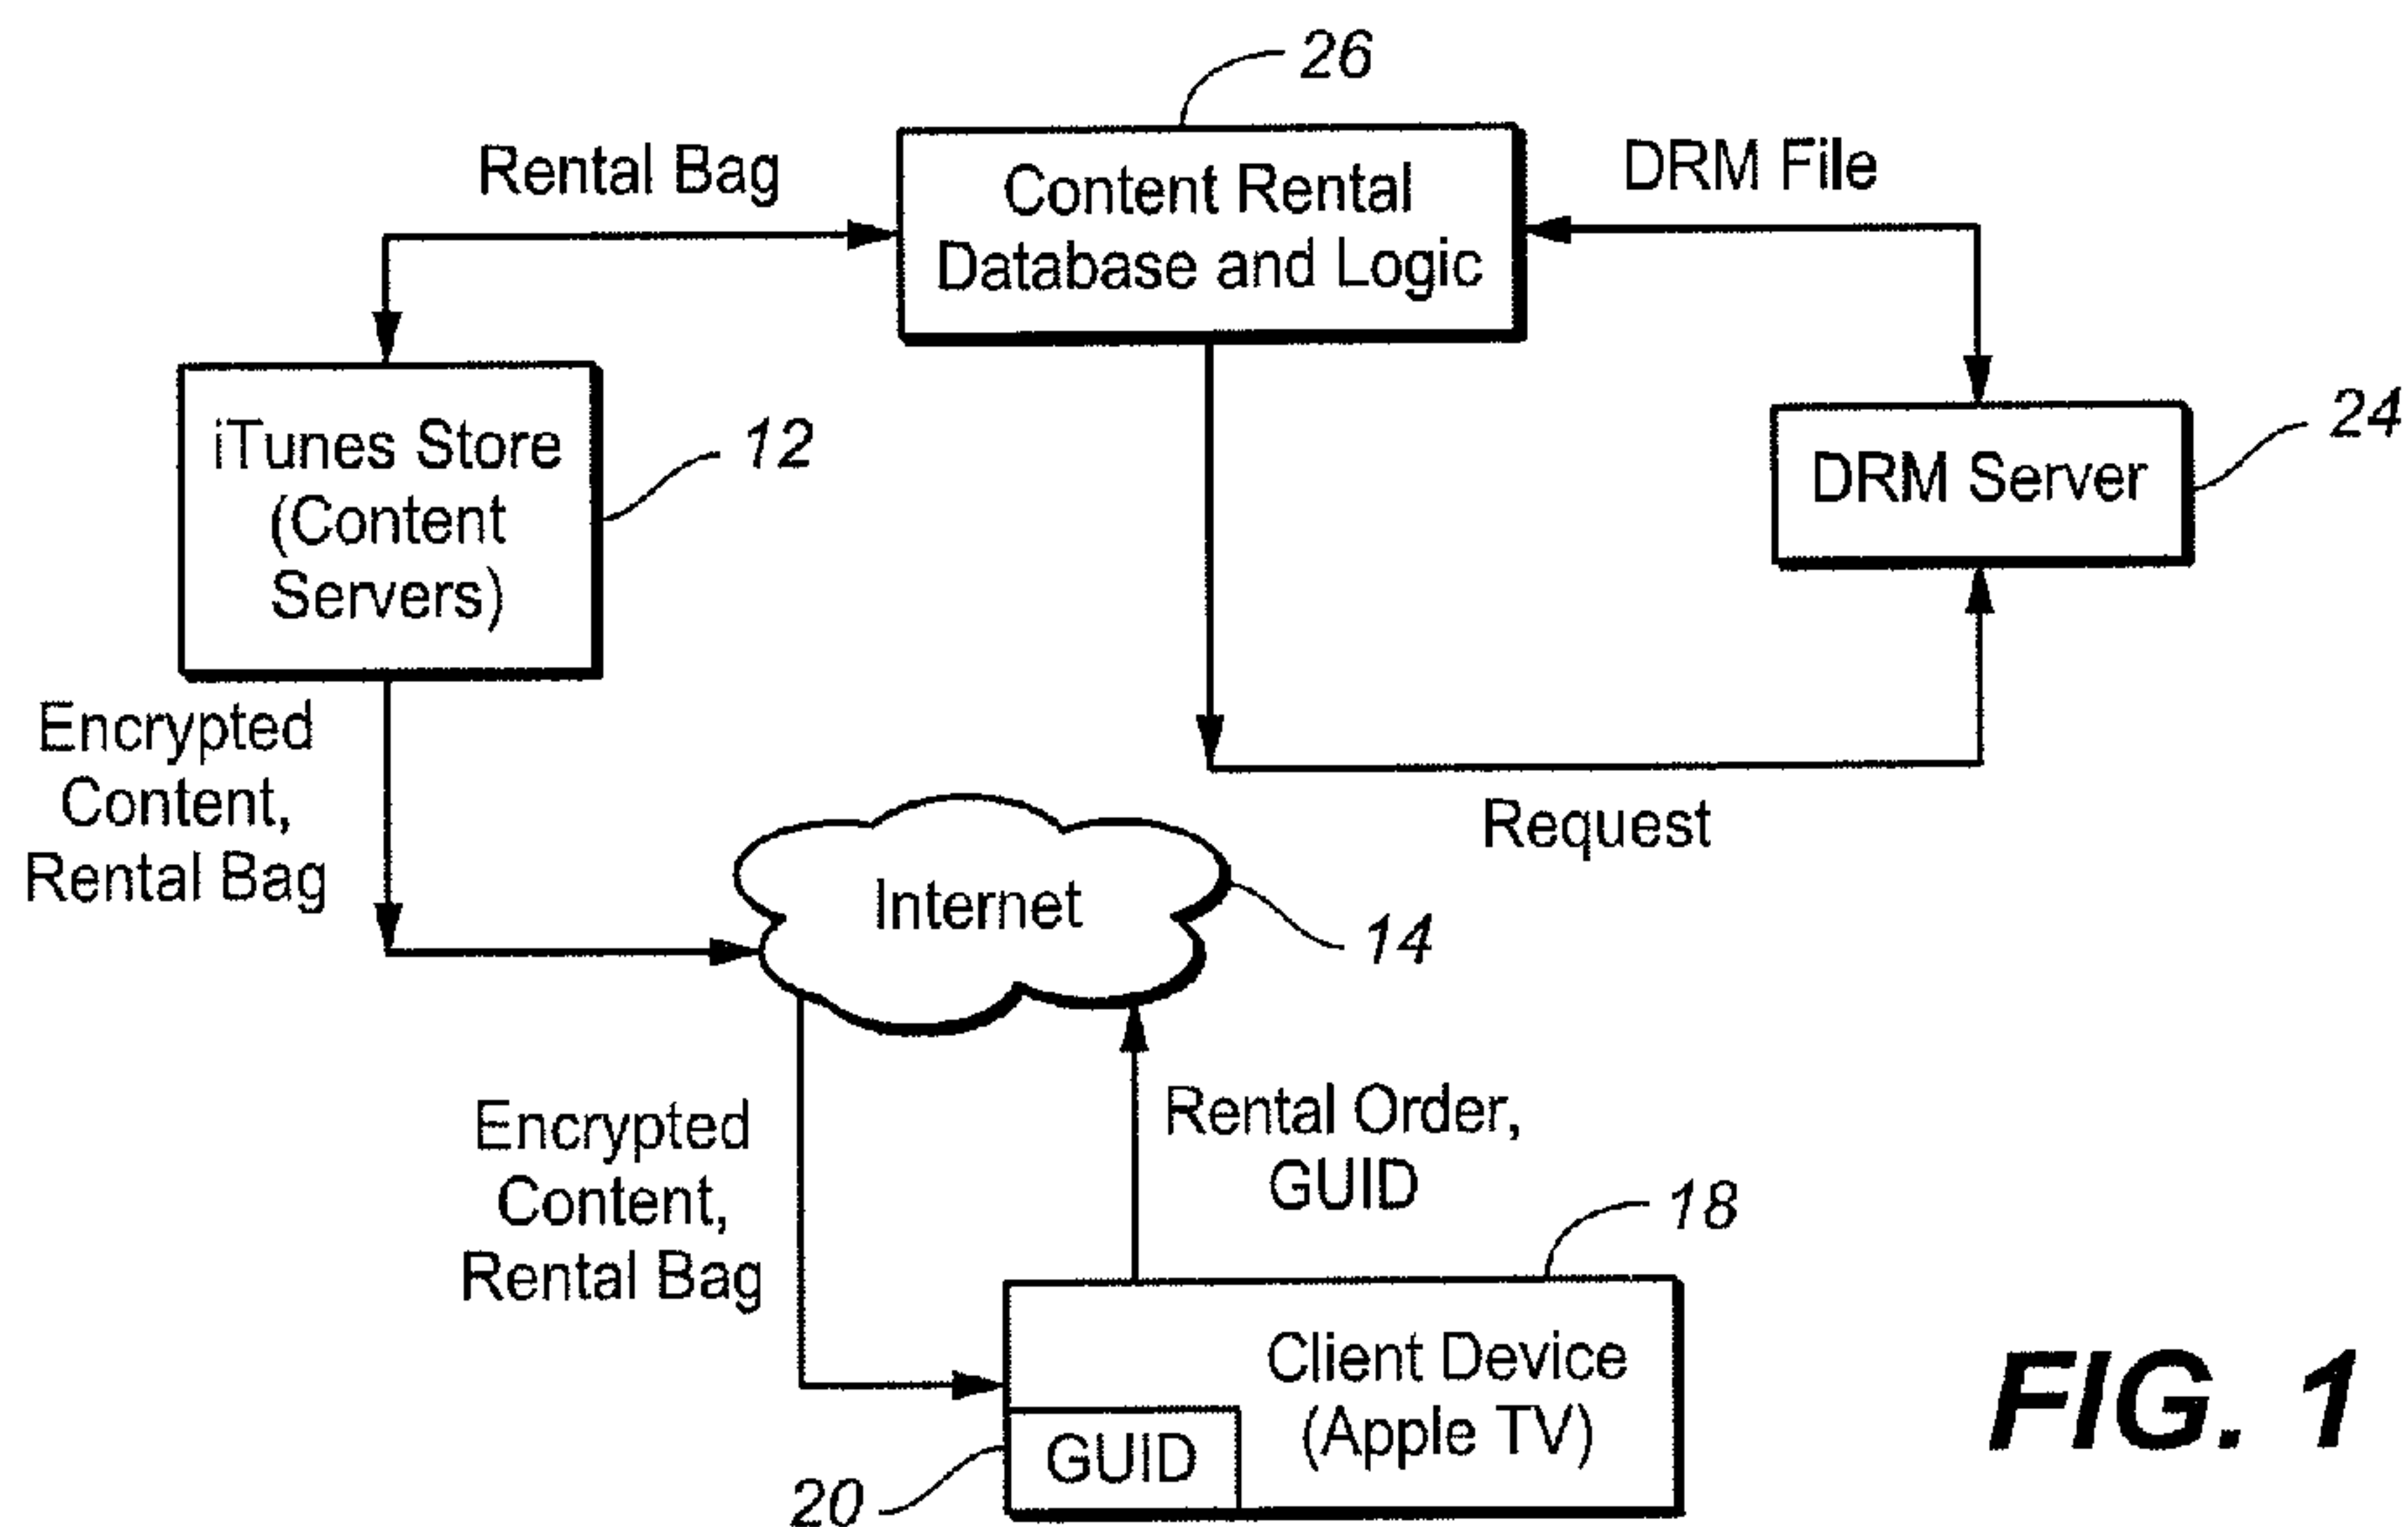 26
Rental Bag
Content Rental
Database and Logic
DRM File
iTunes Store
(Content
Servers)
12
DRM Server
24
Encrypted
Content,
Rental Bag
Request
Internet
14
Encrypted
Content,
Rental Bag
Rental Order,
GUID
18
Client Device
(Apple TV)
GUID
20
FIG. 1